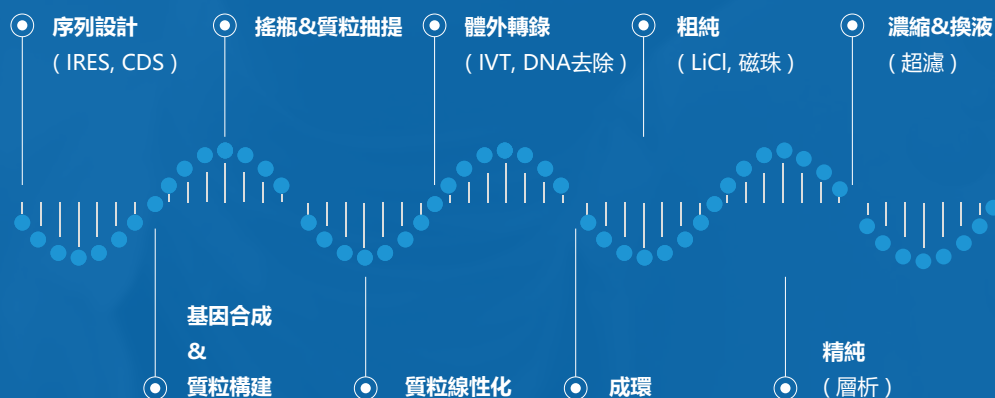 序列設計
( IRES, CDS )
搖瓶&質粒抽提
體外轉錄
( IVT, DNA去除 )
粗純
( LiCl, 磁珠 )
濃縮&換液
( 超濾 )
基因合成
&
質粒構建
質粒線性化
成環
精純
( 層析 )